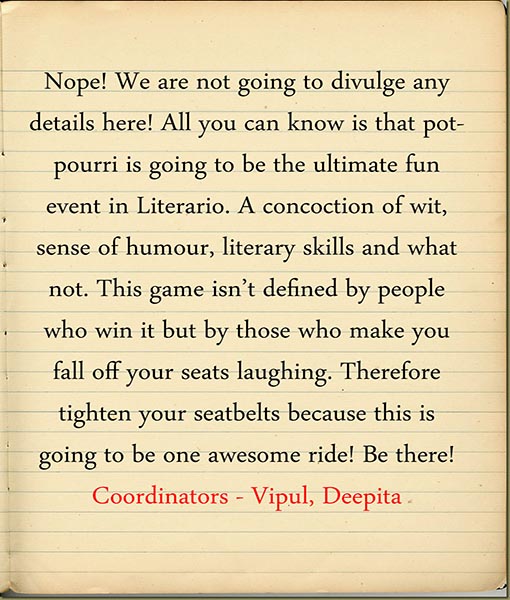 Nope! We are not going to divulge any
details here! All you can know is that pot-
pourri is going to be the ultimate fun
event in Literario. A concoction of wit,
sense of humour, literary skills and what
not. This game isn't defined by people
who win it but by those who make you
fall off your seats laughing. Therefore
tighten your seatbelts because this is
going to be one awesome ride! Be there!
Coordinators - Vipul, Deepita